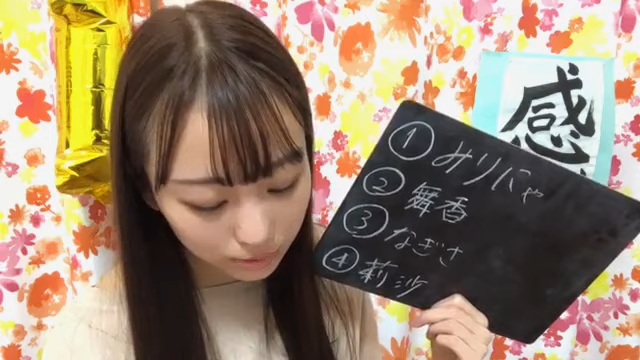 ①みりにゃ
②舞香
③なぎさ
④莉沙
感